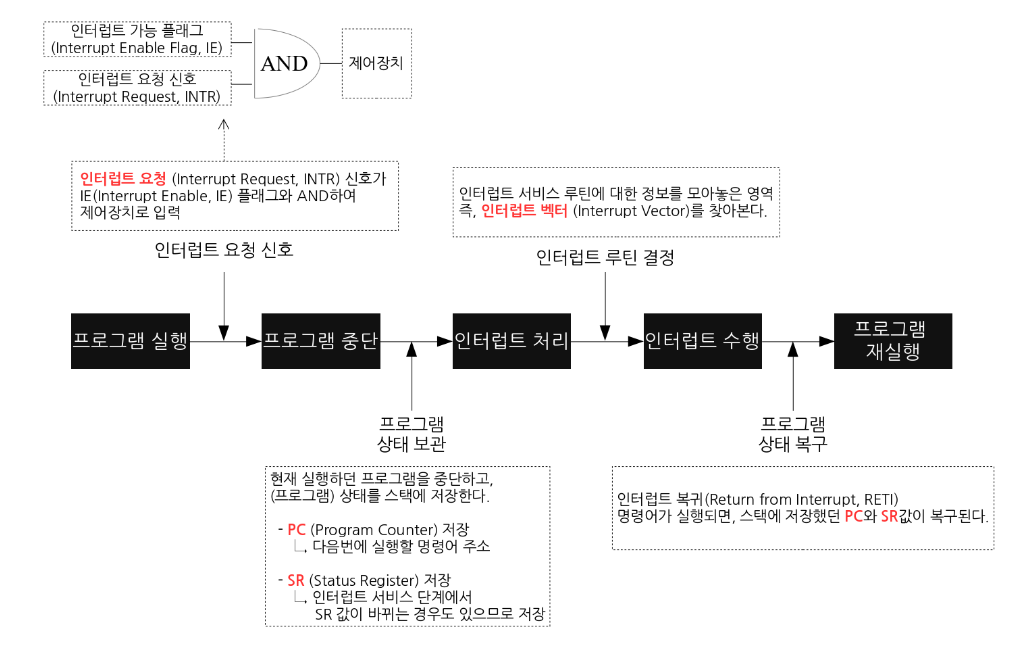 인터럽트 가능 플래그
(Interrupt Enable Flag, IE)
인터럽트 요청 신호
(Interrupt Request, INTR)
AND
제어장치
인터럽트 요청 (Interrupt Request, INTR) 신호가
IE(Interrupt Enable, IE) 플래그와 AND하여
제어장치로 입력
인터럽트 서비스 루틴에 대한 정보를 모아놓은 영역
즉, 인터럽트 벡터 (Interrupt Vector)를 찾아본다.
인터럽트 요청 신호
인터럽트 루틴 결정
프로그램 실행
프로그램 중단
인터럽트 처리
인터럽트 수행
프로그램
재실행
프로그램
상태 보관
프로그램
상태 복구
현재 실행하던 프로그램을 중단하고,
(프로그램) 상태를 스택에 저장한다.
- PC (Program Counter) 저장
다음번에 실행할 명령어 주소
- SR (Status Register) 저장
인터럽트 서비스 단계에서
SR 값이 바뀌는 경우도 있으므로 저장
인터럽트 복귀(Return from Interrupt, RETI)
명령어가 실행되면, 스택에 저장했던 PC와 SR값이 복구된다.